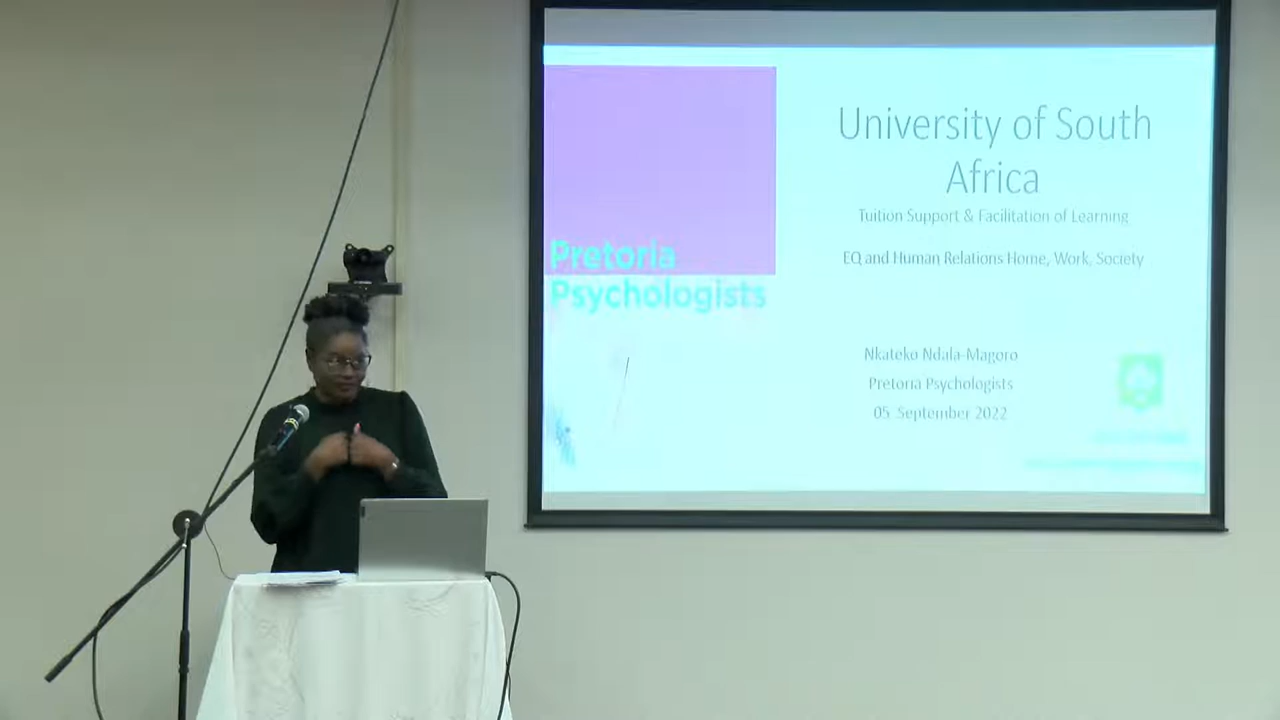 Pretoria
Psychologists
University of South
Africa
Tuition Support & Facilitation of Learning
EQ and Human Relations Home, Work, Society
Nkateko Ndala-Magoro
Pretoria Psychologists
05 September 2022